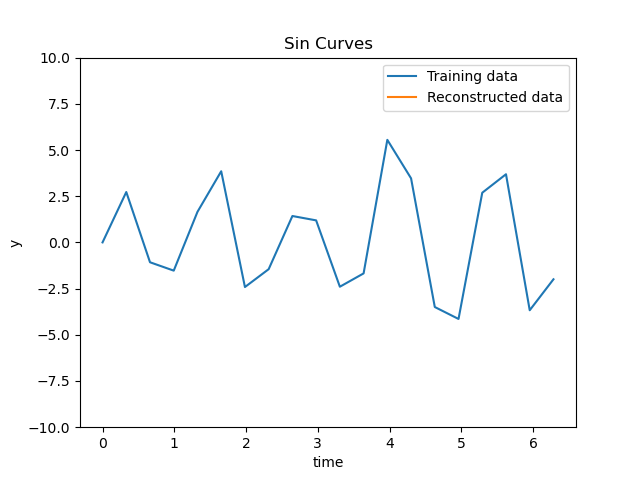 Sin Curves
Training data
Reconstructed data
10.0
7.5
5.0
2.5
0.0
−2.5
−5.0
−7.5
−10.0
y
0 1 2 3 4 5 6
time